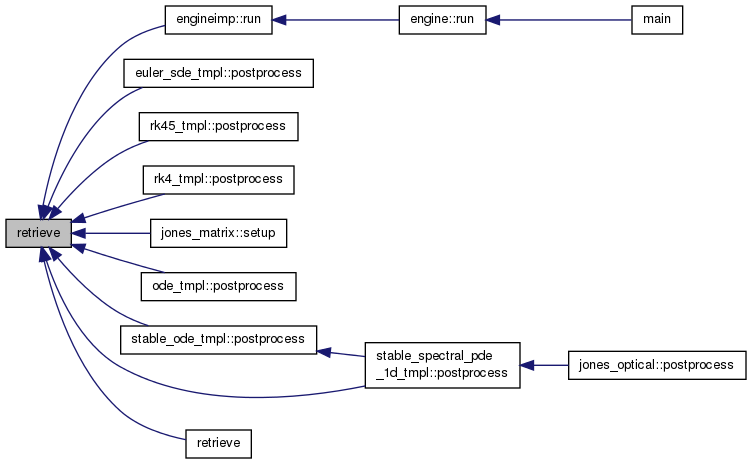 engineimp::run
engine::run
main
euler_sde_tmpl::postprocess
rk45_tmpl::postprocess
rk4_tmpl::postprocess
retrieve
jones_matrix::setup
ode_tmpl::postprocess
stable_ode_tmpl::postprocess
stable_spectral_pde
_1d_tmpl::postprocess
jones_optical::postprocess
retrieve